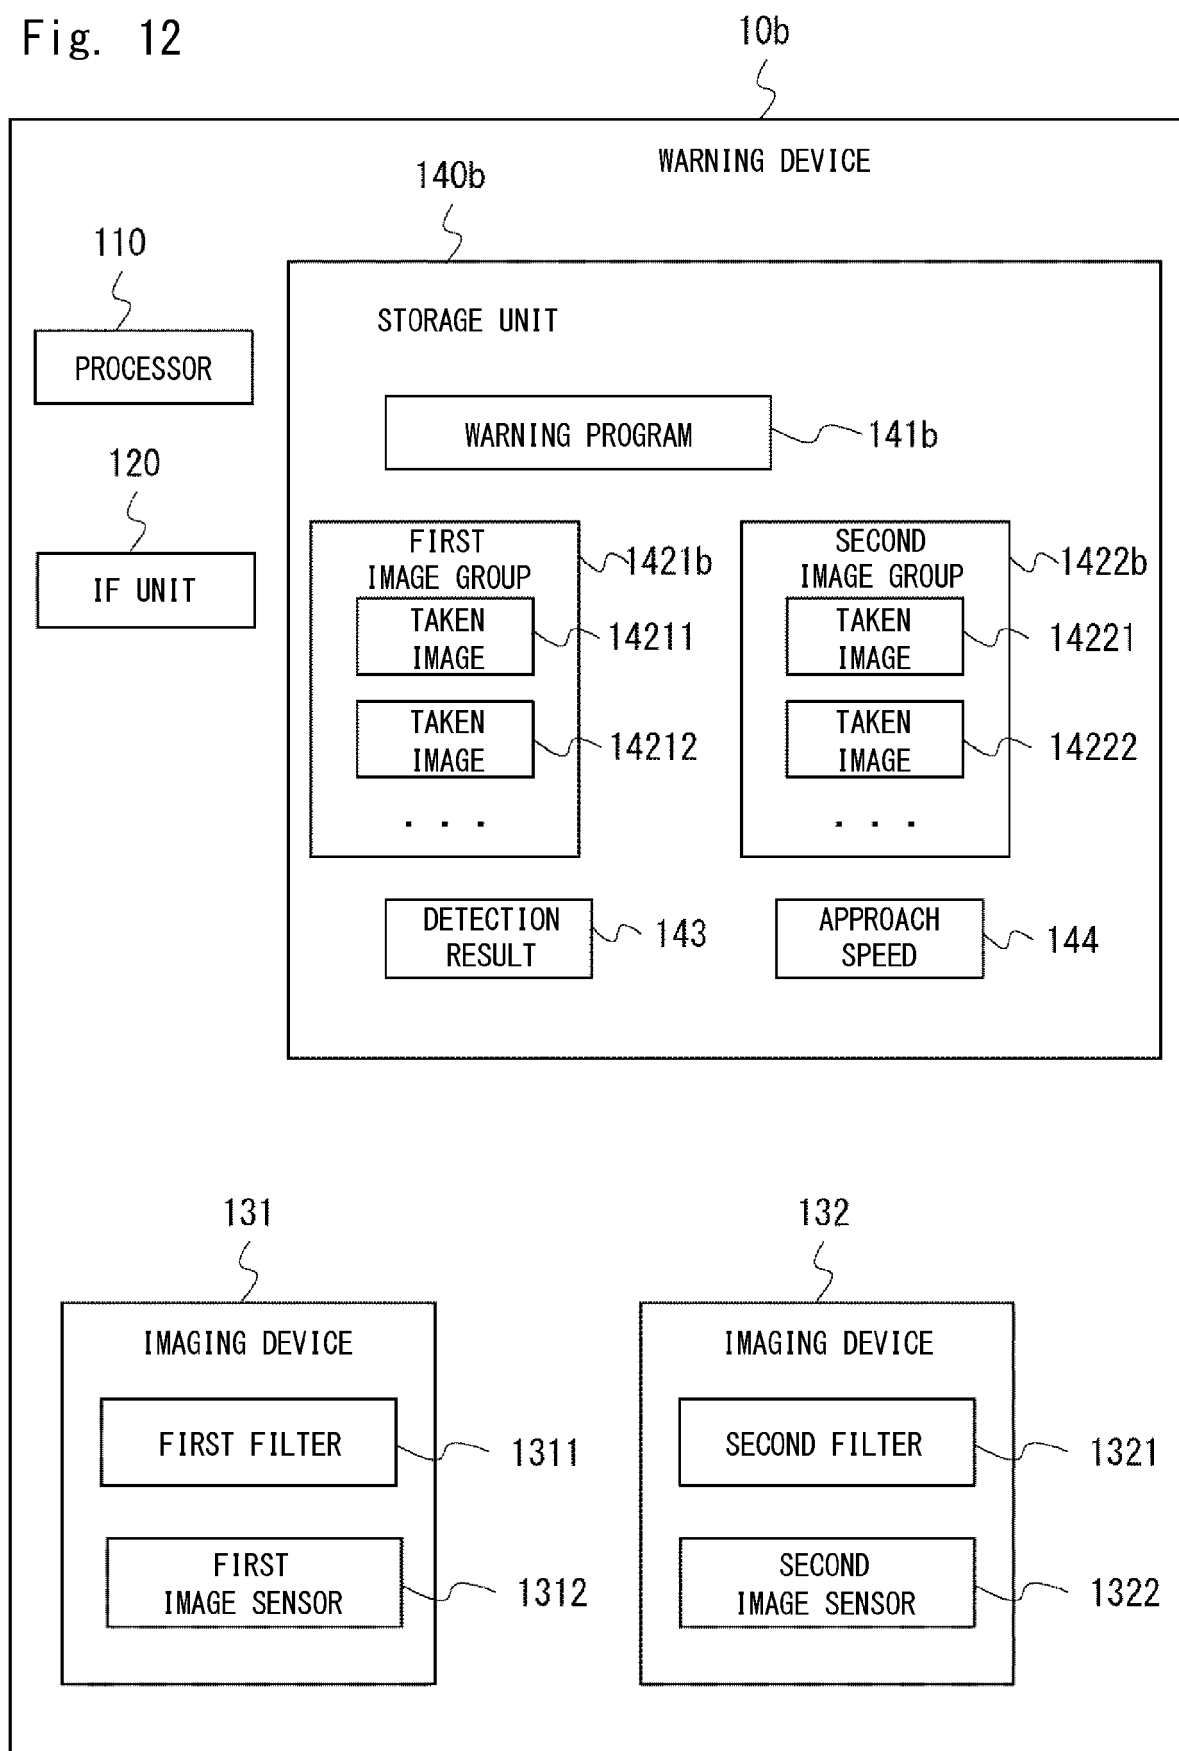 Fig. 12
10b
WARNING DEVICE
140b
110
STORAGE UNIT
PROCESSOR
WARNING PROGRAM
141b
120
IF UNIT
FIRST
IMAGE GROUP
1421b
TAKEN
IMAGE
14211
TAKEN
IMAGE
14212
. . .
SECOND
IMAGE GROUP
1422b
TAKEN
IMAGE
14221
TAKEN
IMAGE
14222
. . .
DETECTION
RESULT
143
APPROACH
SPEED
144
131
IMAGING DEVICE
FIRST FILTER
1311
FIRST
IMAGE SENSOR
1312
132
IMAGING DEVICE
SECOND FILTER
1321
SECOND
IMAGE SENSOR
1322